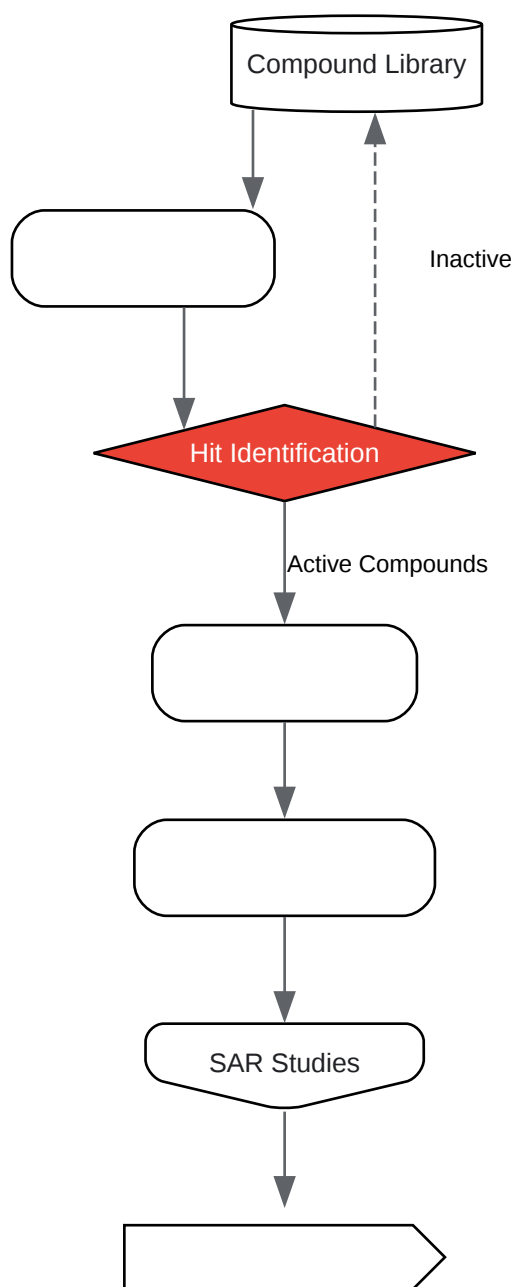 Compound Library
Inactive
Hit Identification
Active Compounds
SAR Studies